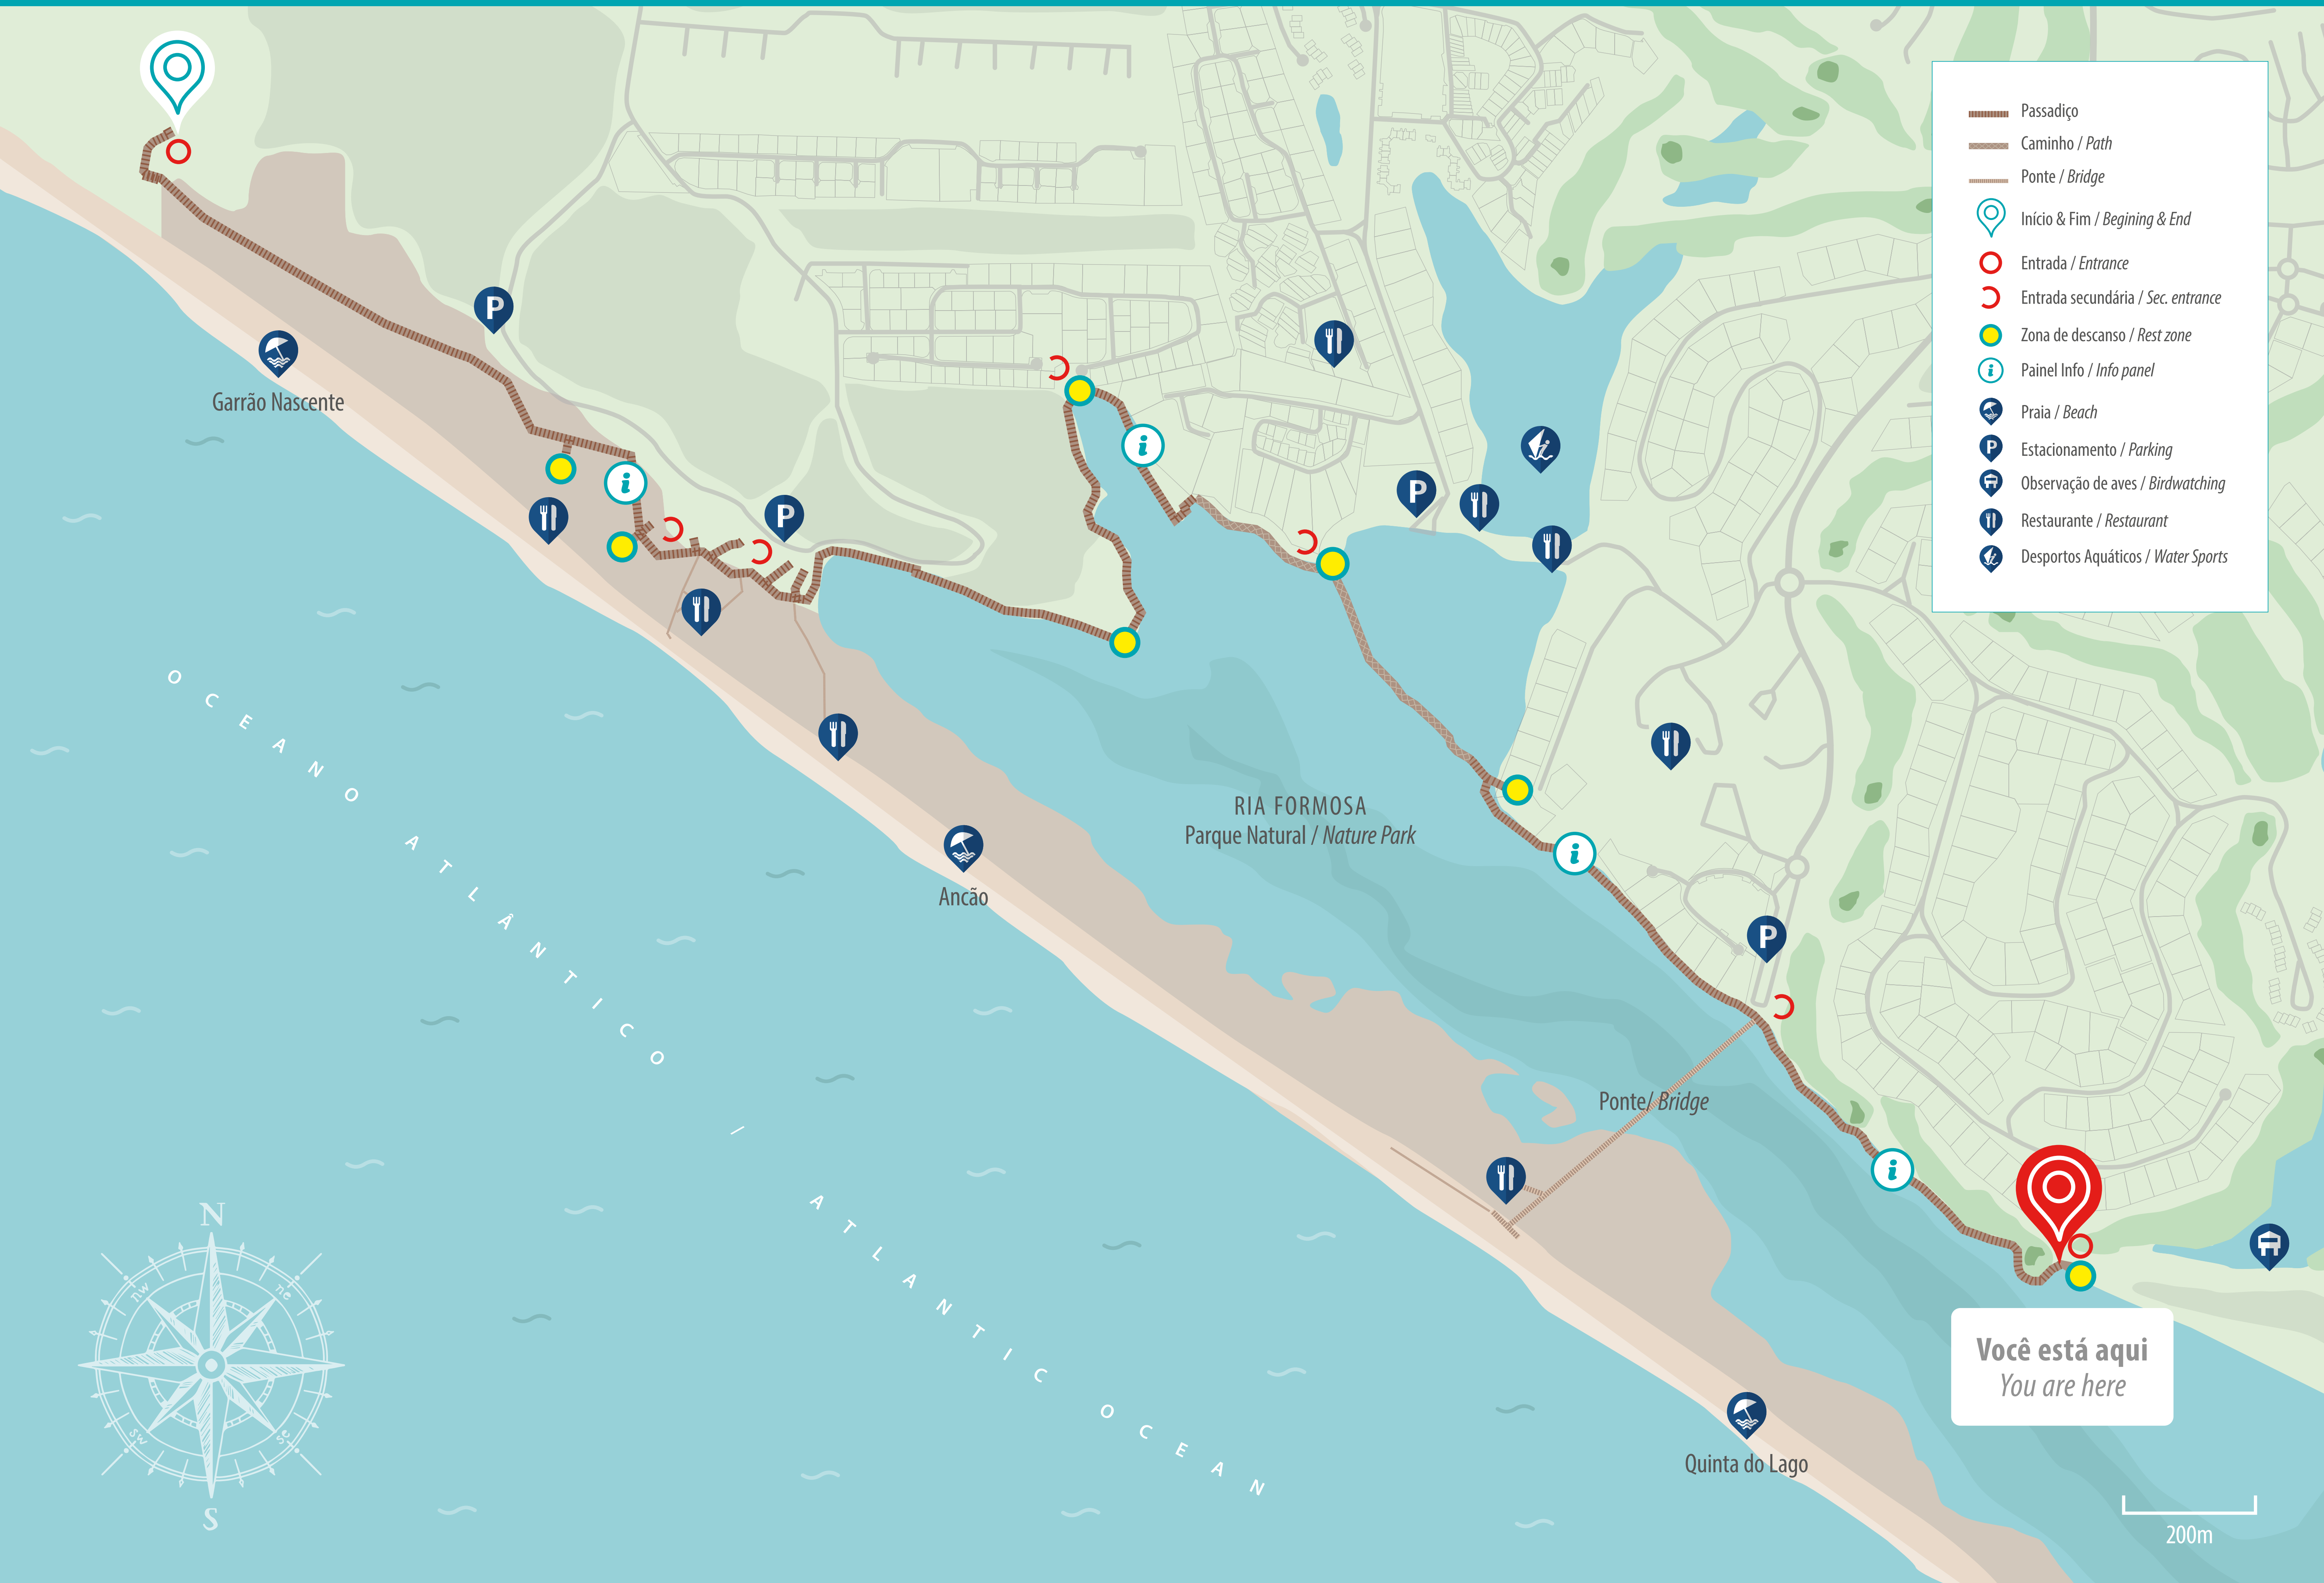 Passadiço
Caminho / Path
Ponte / Bridge
Início & Fim / Begining & End
Entrada / Entrance
Entrada secundária / Sec. entrance
Zona de descanso / Rest zone
i Painel Info / Info panel
Praia / Beach
P Estacionamento / Parking
Observação de aves / Birdwatching
Restaurante / Restaurant
Desportos Aquáticos / Water Sports
P
Garrão Nascente
i
P
i
P
OCEANO ATLÂNTICO / ATLANTIC OCEAN
RIA FORMOSA
Parque Natural / Nature Park
i
Ancão
P
Ponte/ Bridge
i
N
nw
ne
sw
se
S
Você está aqui
You are here
Quinta do Lago
200m